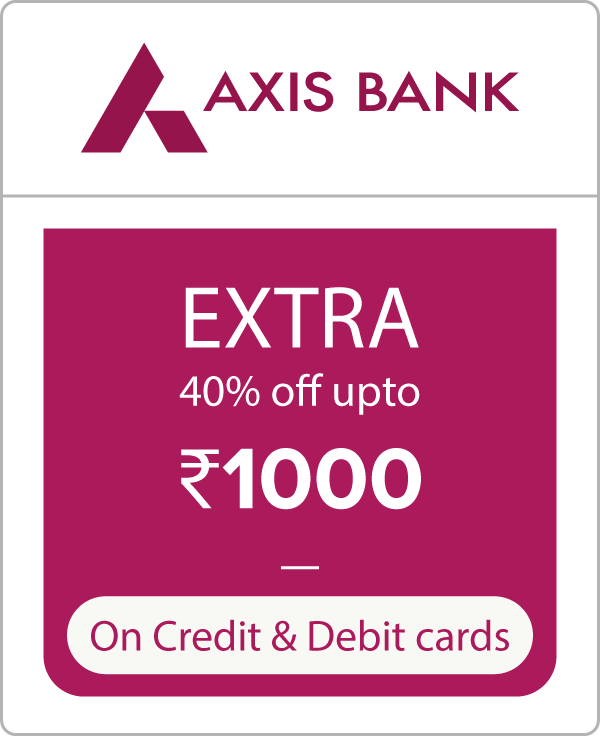 AXIS BANK
EXTRA
40% off upto
₹1000
On Credit & Debit cards